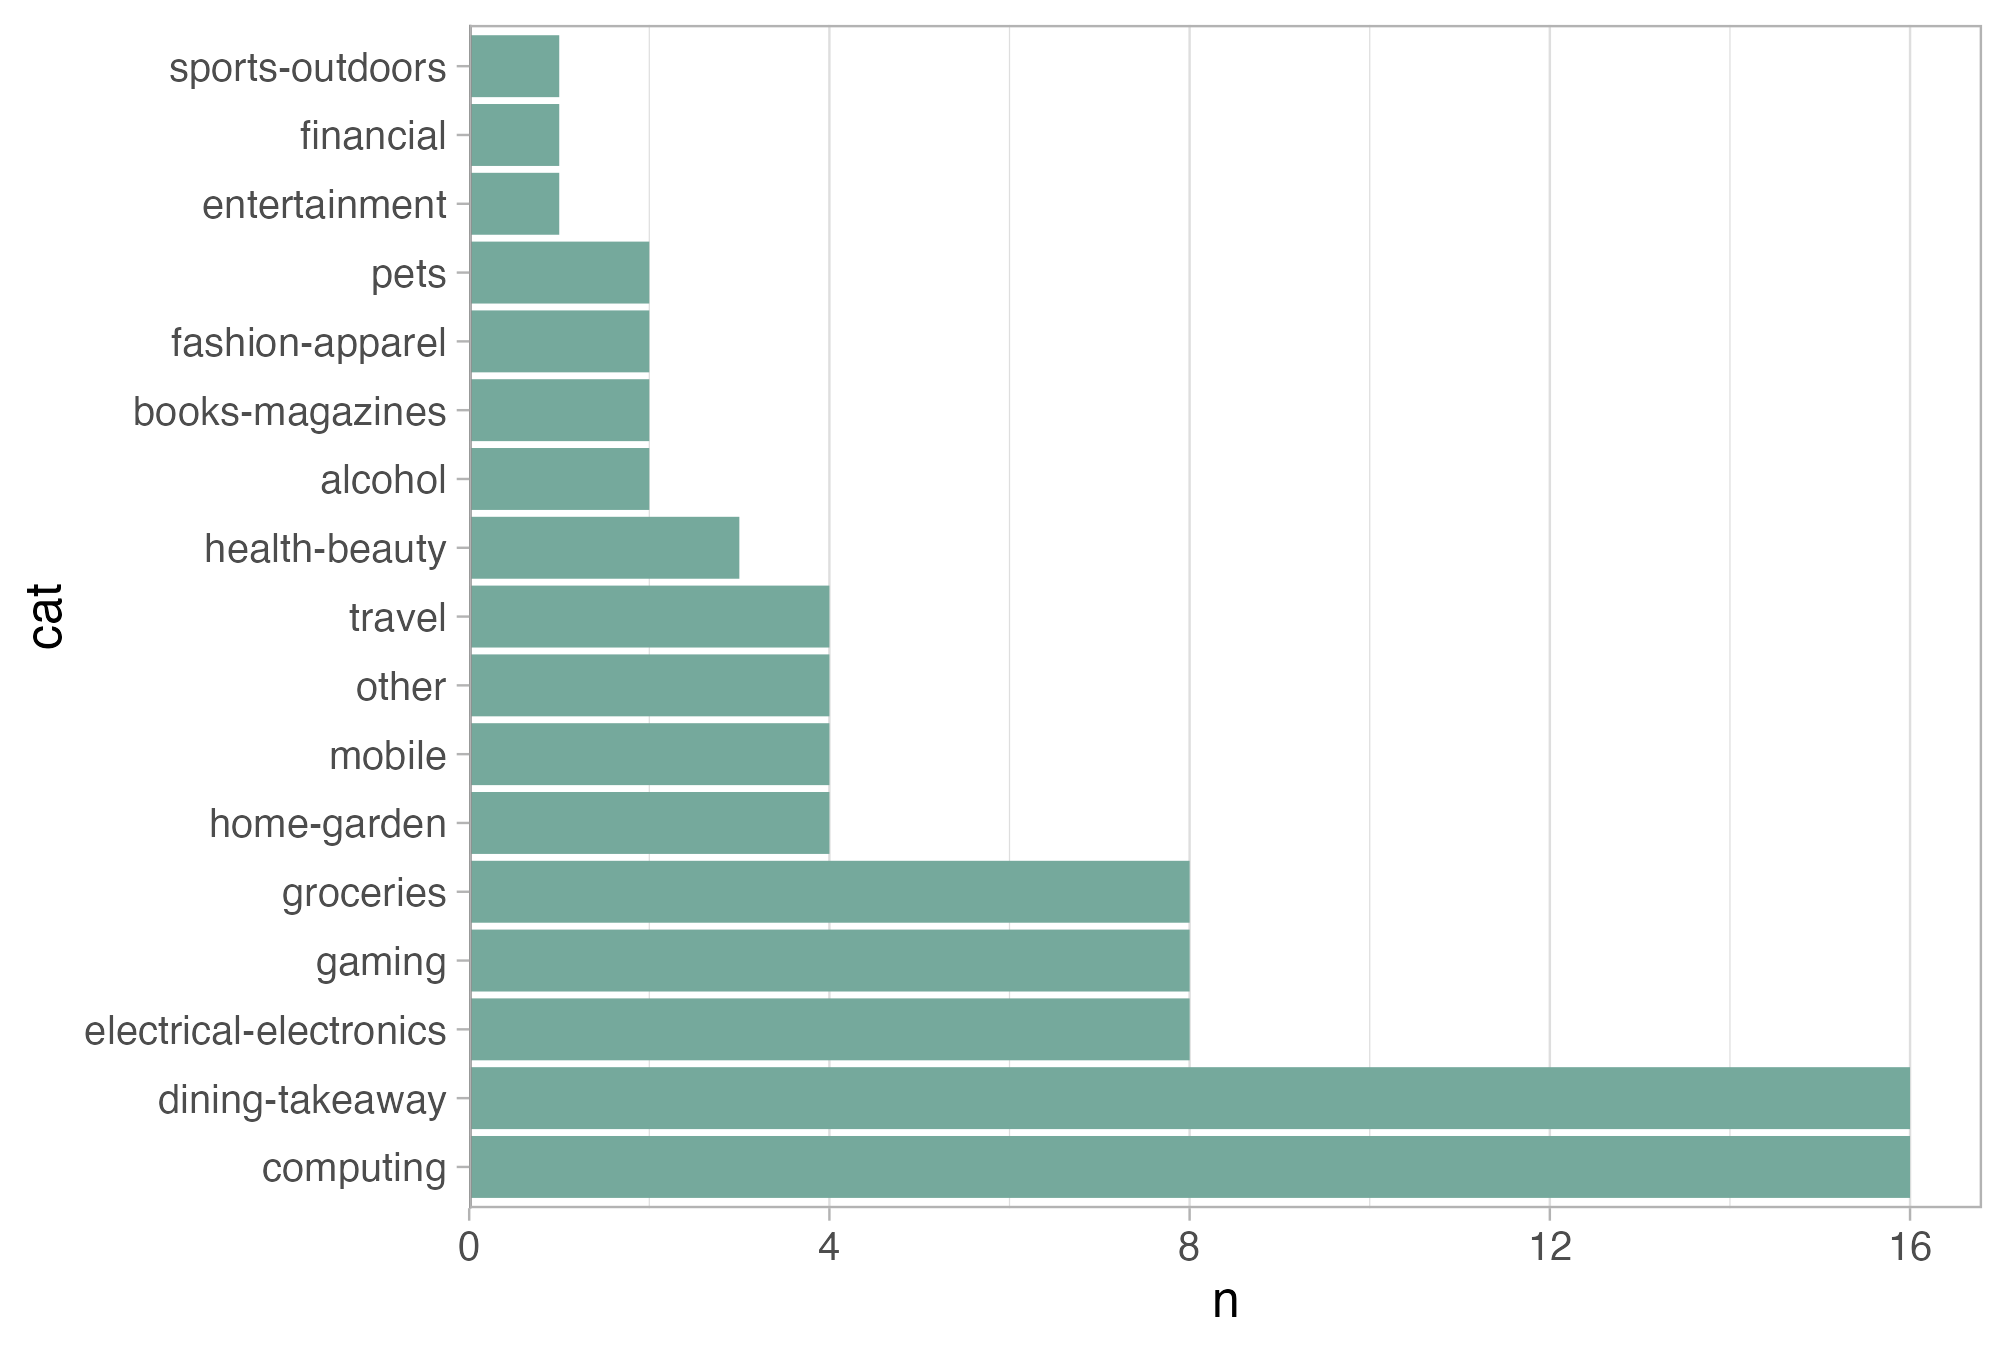 sports-outdoors
financial
entertainment
pets
fashion-apparel
books-magazines
alcohol
health-beauty
travel
other
mobile
home-garden
groceries
gaming
electrical-electronics
dining-takeaway
computing
cat
0 4 8 12 16
n